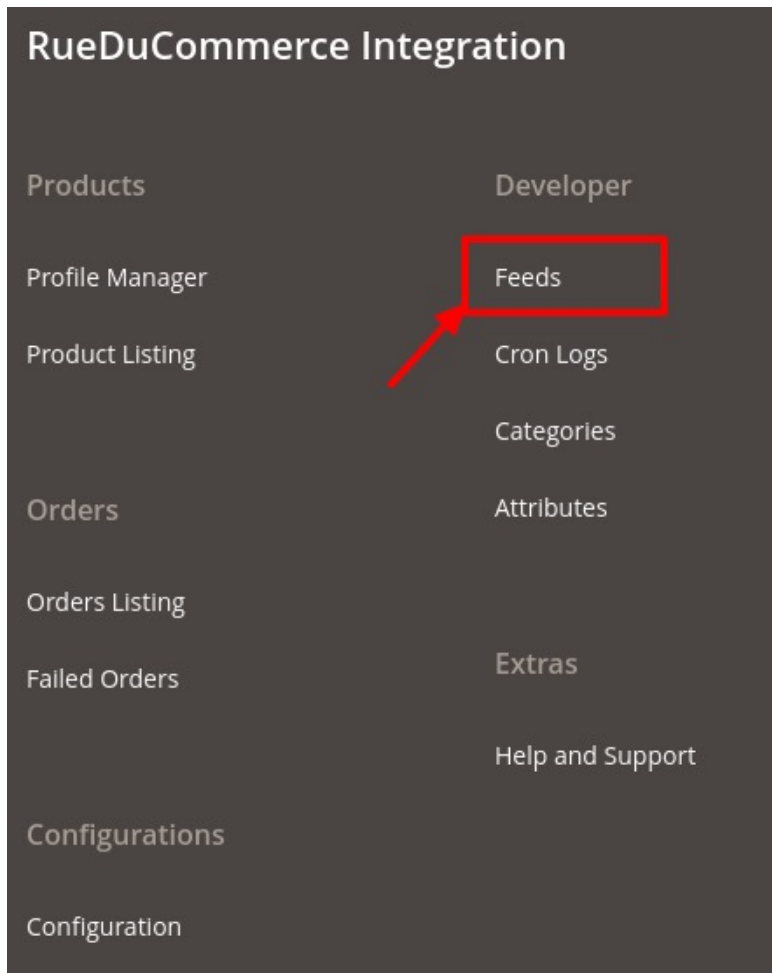 RueDuCommerce Integration
Products
Profile Manager
Product Listing
Orders
Orders Listing
Failed Orders
Configurations
Configuration
Developer
Feeds
Cron Logs
Categories
Attributes
Extras
Help and Support